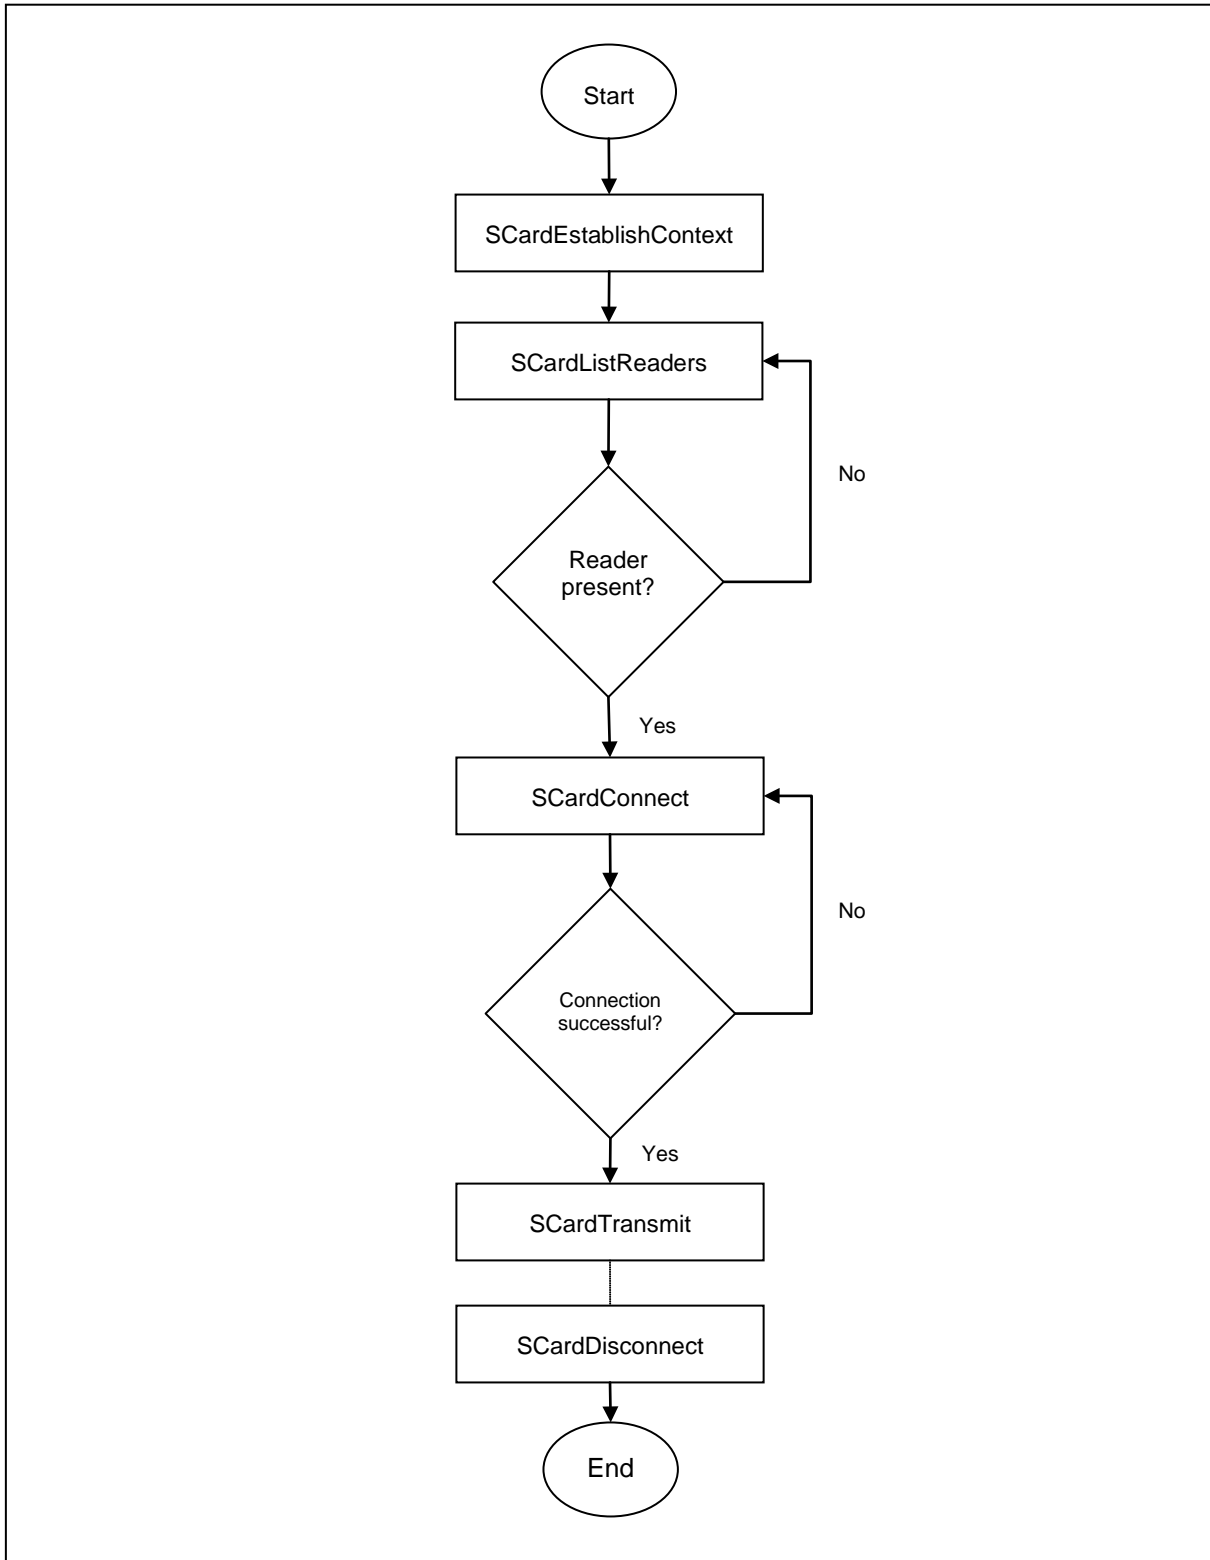 Start
SCardEstablishContext
SCardListReaders
No
Reader
present?
Yes
SCardConnect
No
Connection
successful?
Yes
SCardTransmit
SCardDisconnect
End